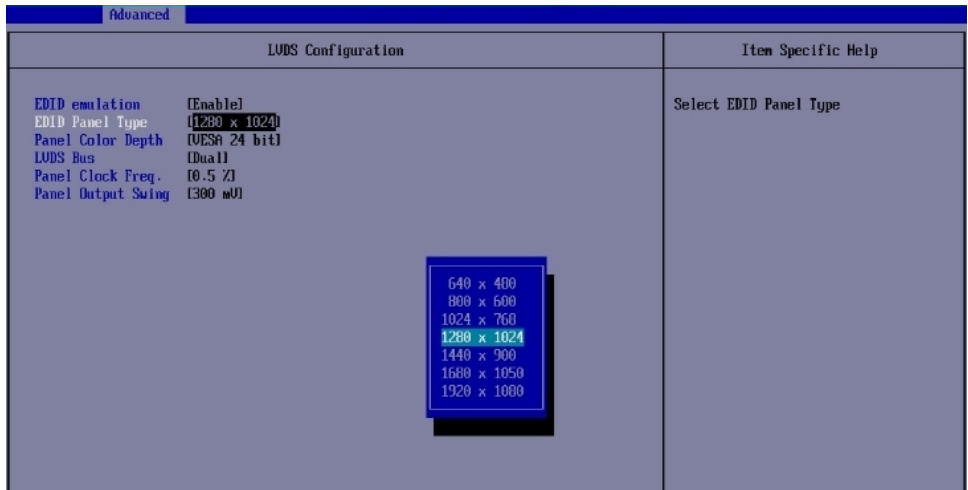 Advanced
LVDS Configuration
Item Specific Help
EDID emulation [Enable]
EDID Panel Type [1280 x 1024]
Panel Color Depth [VESA 24 bit]
LVDS Bus [Dual]
Panel Clock Freq. [0.5 %]
Panel Output Swing [300 mV]
Select EDID Panel Type
640 x 480
800 x 600
1024 x 768
1280 x 1024
1440 x 900
1680 x 1050
1920 x 1080